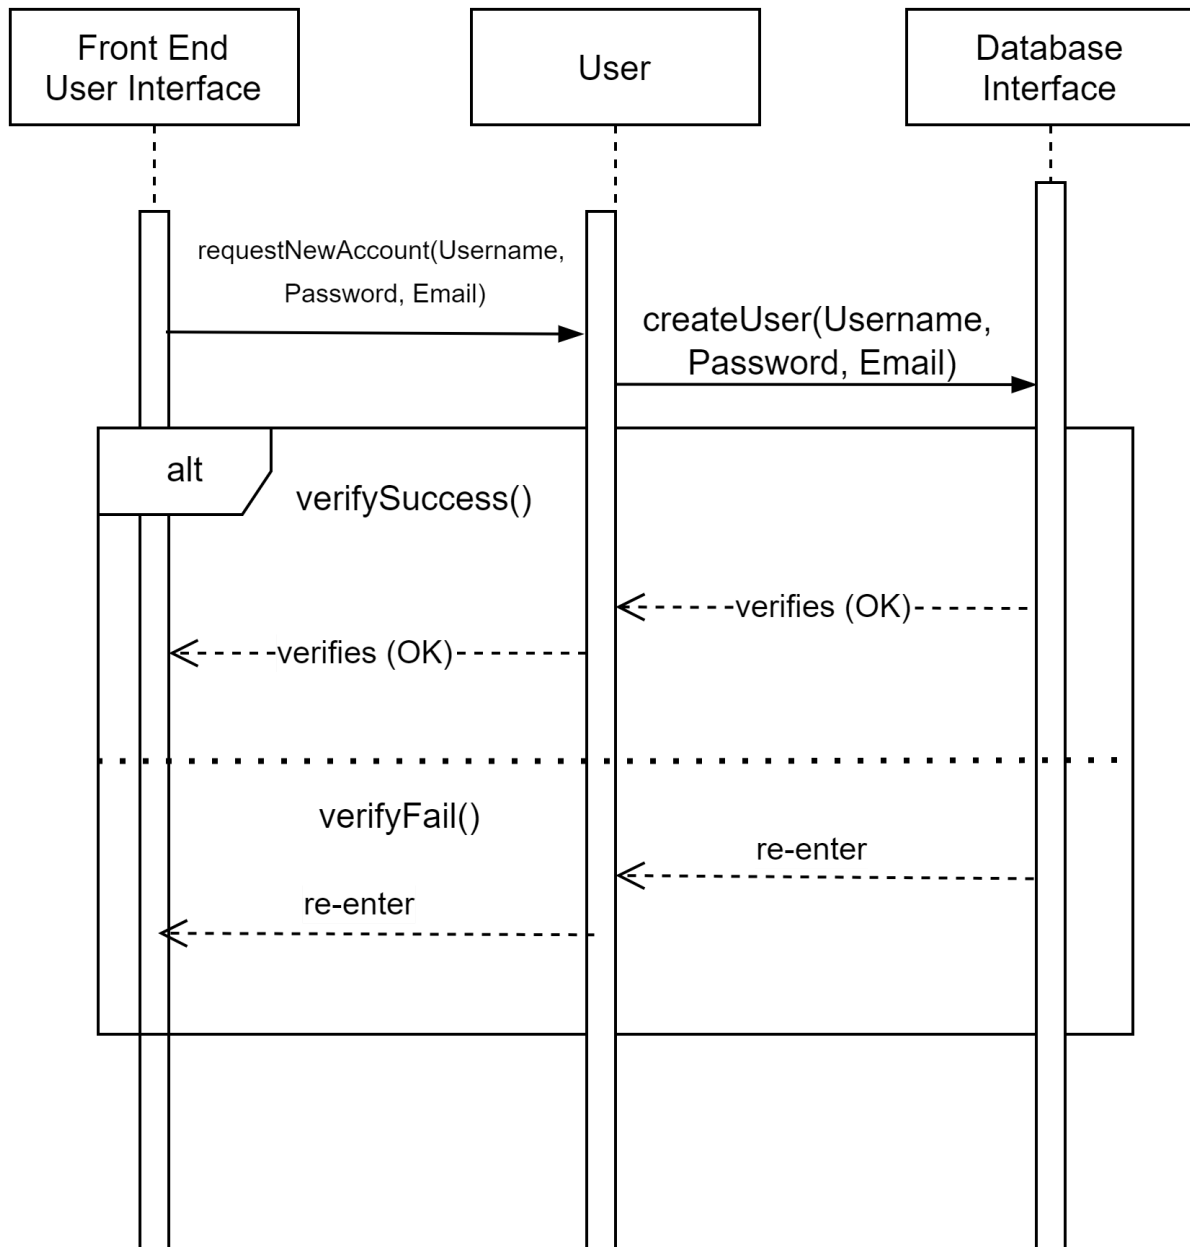 Front End
User Interface
User
Database
Interface
requestNewAccount(Username,
Password, Email)
createUser(Username,
Password, Email)
alt
verifySuccess()
verifies (OK)
verifies (OK)
verifyFail()
re-enter
re-enter